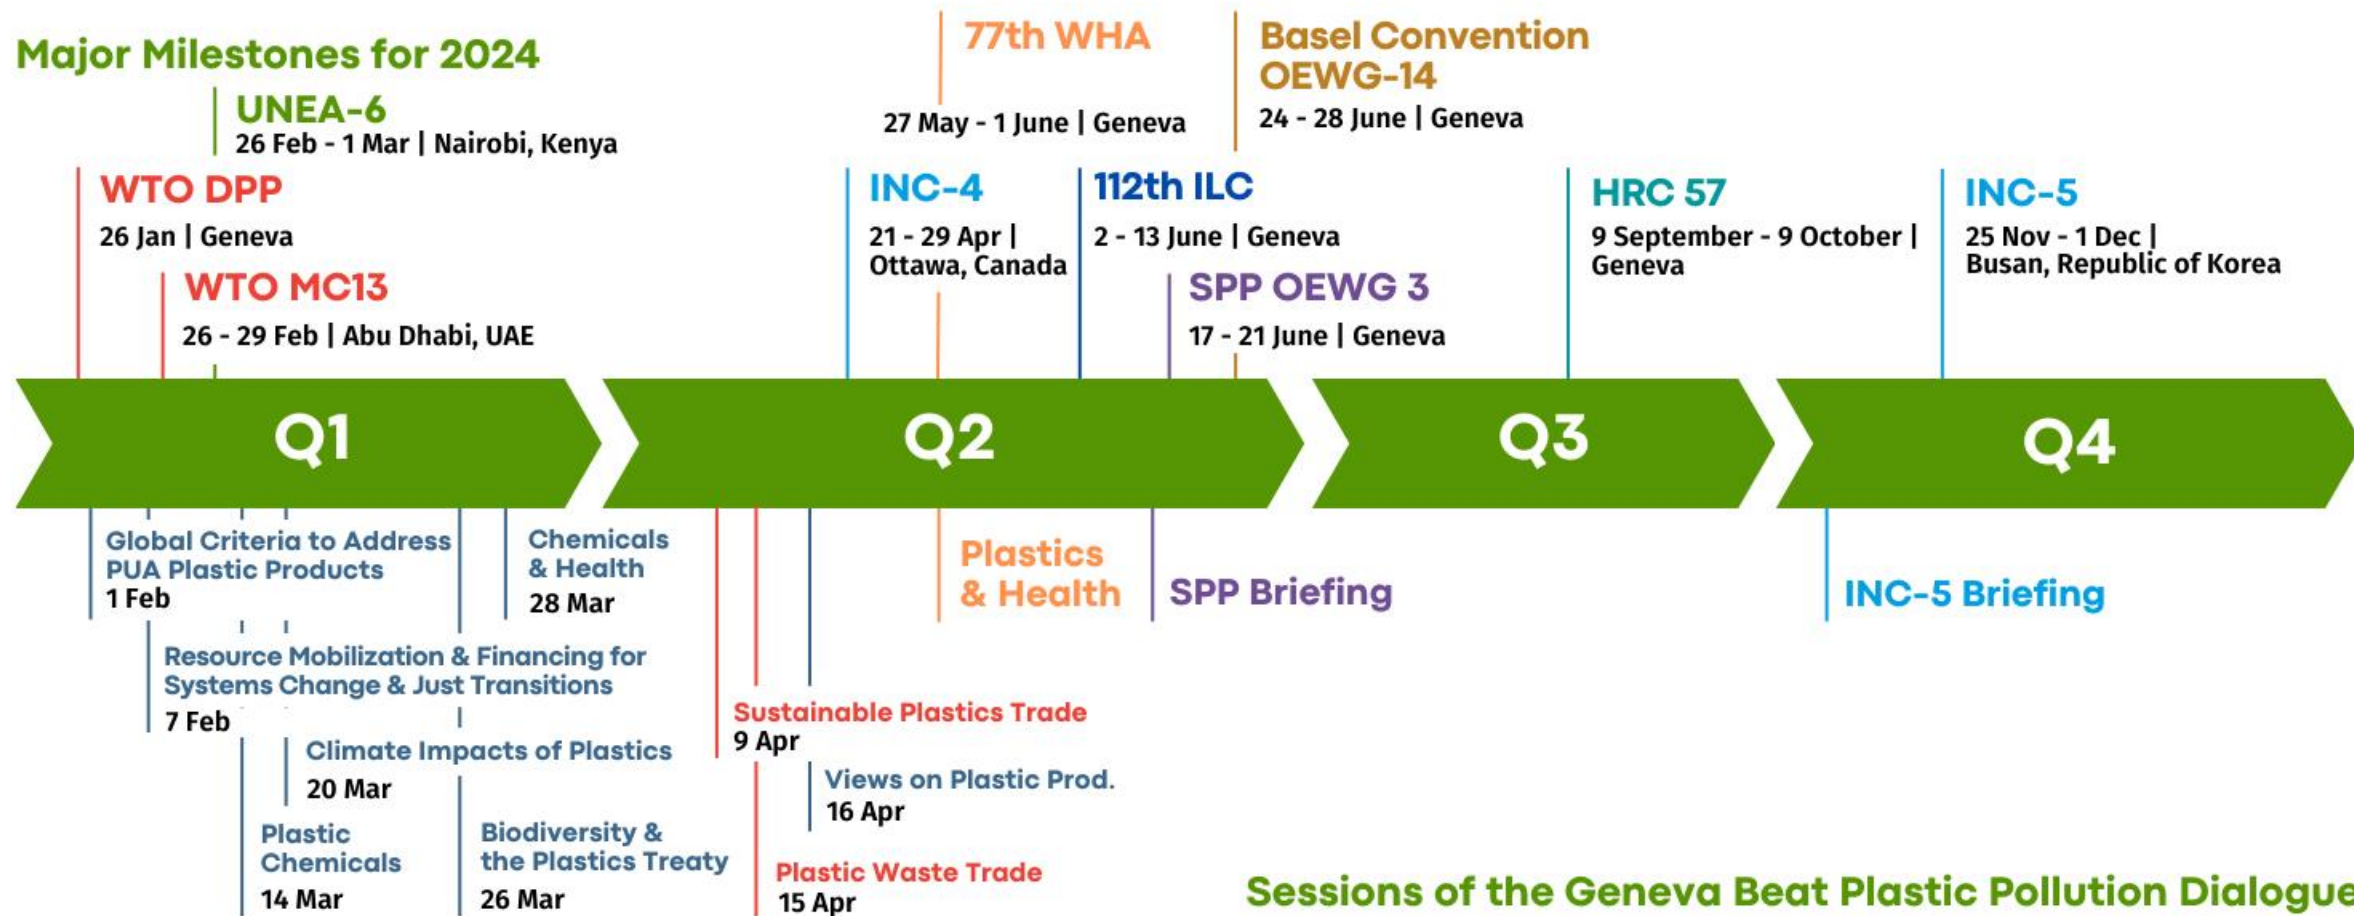 Major Milestones for 2024
UNEA-6
26 Feb - 1 Mar | Nairobi, Kenya
WTO DPP
26 Jan | Geneva
WTO MC13
26 - 29 Feb | Abu Dhabi, UAE
77th WHA
27 May - 1 June | Geneva
Basel Convention
OEWG-14
24 - 28 June | Geneva
INC-4
21 - 29 Apr |
Ottawa, Canada
112th ILC
2 - 13 June | Geneva
SPP OEWG 3
17 - 21 June | Geneva
HRC 57
9 September - 9 October |
Geneva
INC-5
25 Nov - 1 Dec |
Busan, Republic of Korea
Q1
Q2
Q3
Q4
Global Criteria to Address
PUA Plastic Products
1 Feb
Chemicals
& Health
28 Mar
Resource Mobilization & Financing for
Systems Change & Just Transitions
7 Feb
Climate Impacts of Plastics
20 Mar
Plastic
Chemicals
14 Mar
Biodiversity &
the Plastics Treaty
26 Mar
Plastics
& Health
SPP Briefing
INC-5 Briefing
Sustainable Plastics Trade
9 Apr
Views on Plastic Prod.
16 Apr
Plastic Waste Trade
15 Apr
Sessions of the Geneva Beat Plastic Pollution Dialogue